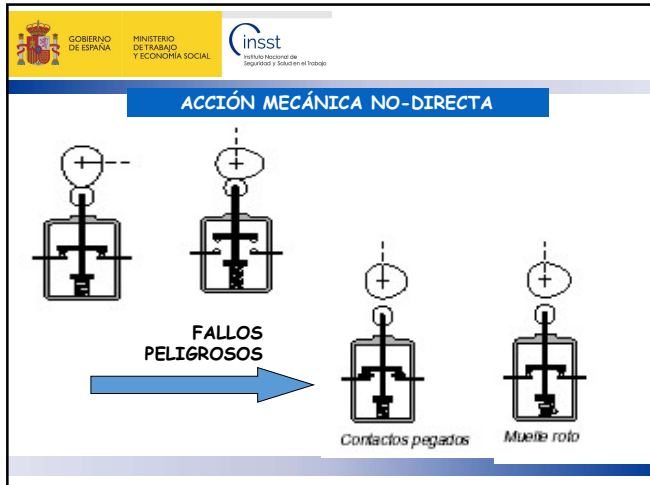 GOBIERNO
DE ESPAÑA
MINISTERIO
DE TRABAJO
Y ECONOMÍA SOCIAL
insst
Instituto Nacional de
Seguridad y Salud en el Trabajo
ACCIÓN MECÁNICA NO-DIRECTA
FALLOS
PELIGROSOS
Contactos pegados
Muelle roto